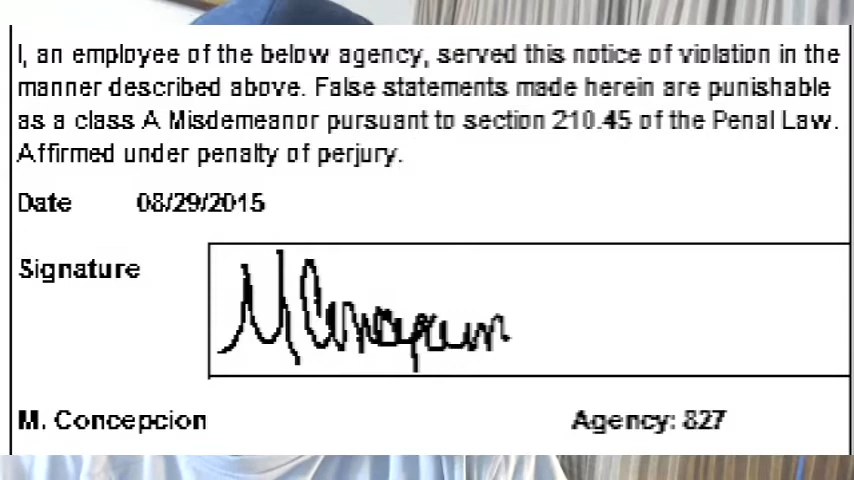 I, an employee of the below agency, served this notice of violation in the
manner described above. False statements made herein are punishable
as a class A Misdemeanor pursuant to section 210.45 of the Penal Law.
Affirmed under penalty of perjury.
Date 08/29/2015
Signature M Concepcion
M. Concepcion Agency: 827